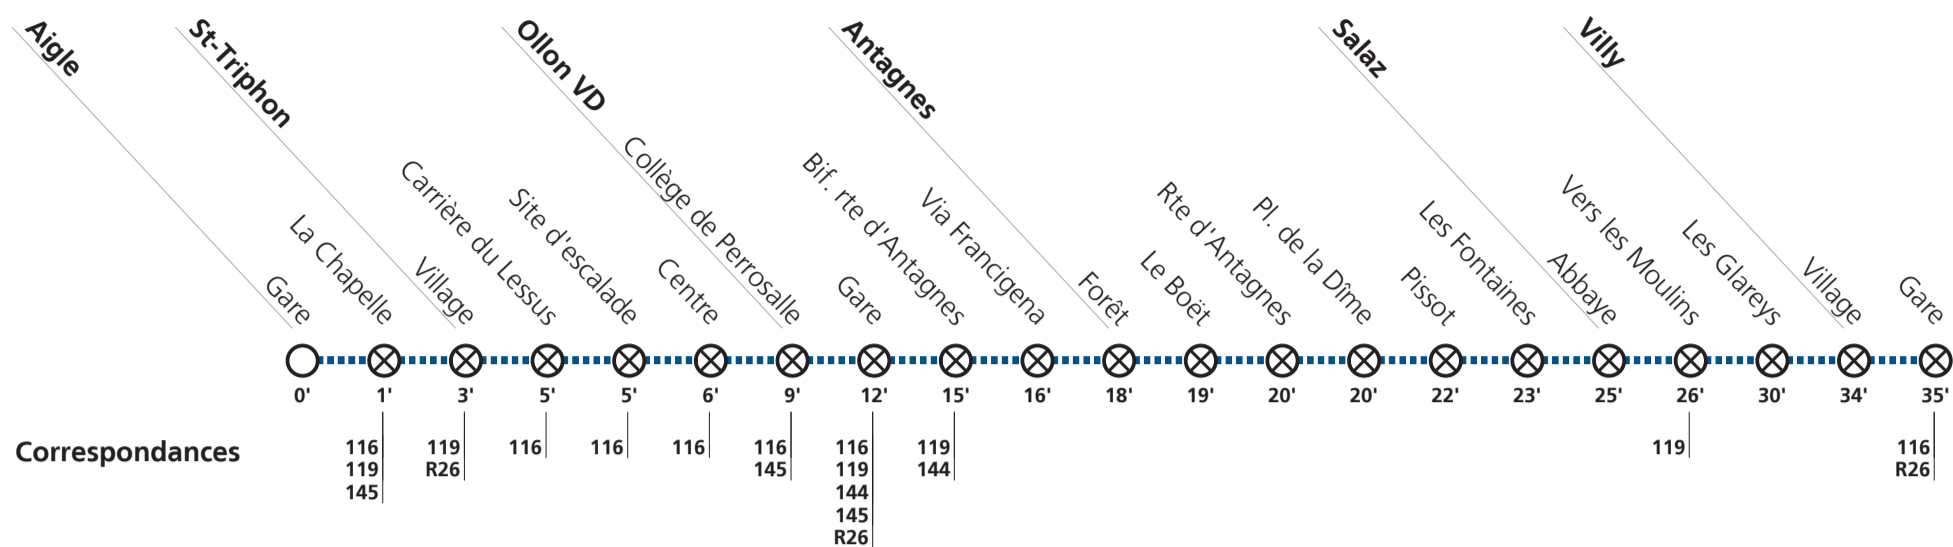 Aigle
St-Triphon
Ollon VD
Antagnes
Salaz
Villy
Gare
La Chapelle
Village
Carrière du Lessus
Site d'escalade
Centre
Collège de Perrosalle
Gare
Bif. rte d'Antagnes
Via Francigena
Forêt
Le Boët
Rte d'Antagnes
Pl. de la Dîme
Pissot
Les Fontaines
Abbaye
Vers les Moulins
Les Glareys
Village
Gare
0' 1' 3' 5' 5' 6' 9' 12' 15' 16' 18' 19' 20' 20' 22' 23' 25' 26' 30' 34' 35'
Correspondances
116
119
145
119
R26
116
116
116
116
145
116
119
144
145
R26
119
144
119
116
R26